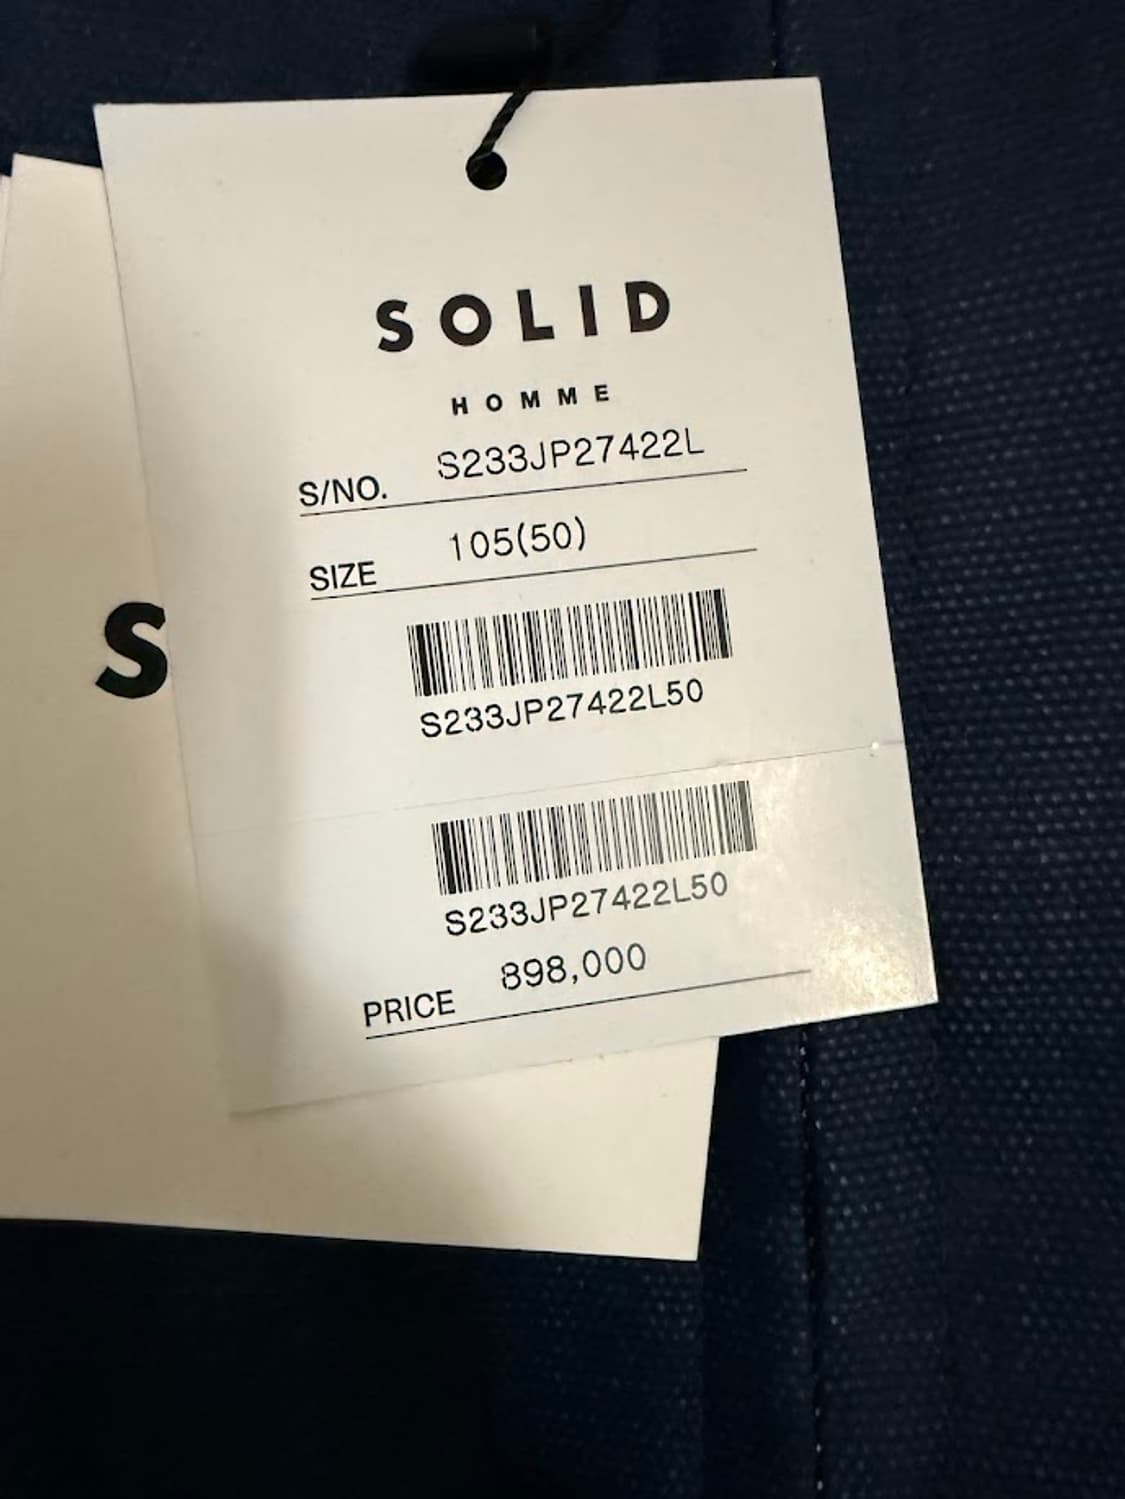 SOLID
HOMME
S/NO. S233JP27422L
SIZE 105(50)
S233JP27422L50
S233JP27422L50
PRICE 898,000
S